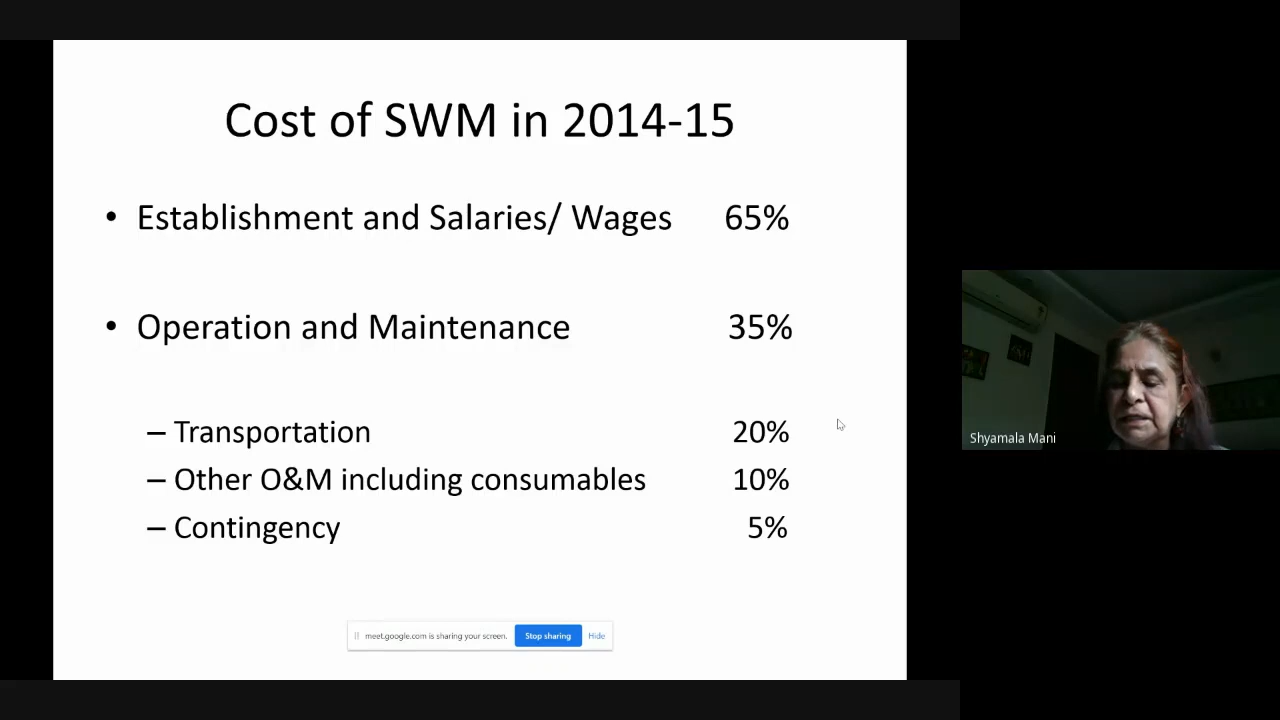 Cost of SWM in 2014-15
• Establishment and Salaries/ Wages 65%
• Operation and Maintenance 35%
– Transportation 20%
– Other O&M including consumables 10%
– Contingency 5%
meet.google.com is sharing your screen. Stop sharing Hide
Shyamala Mani